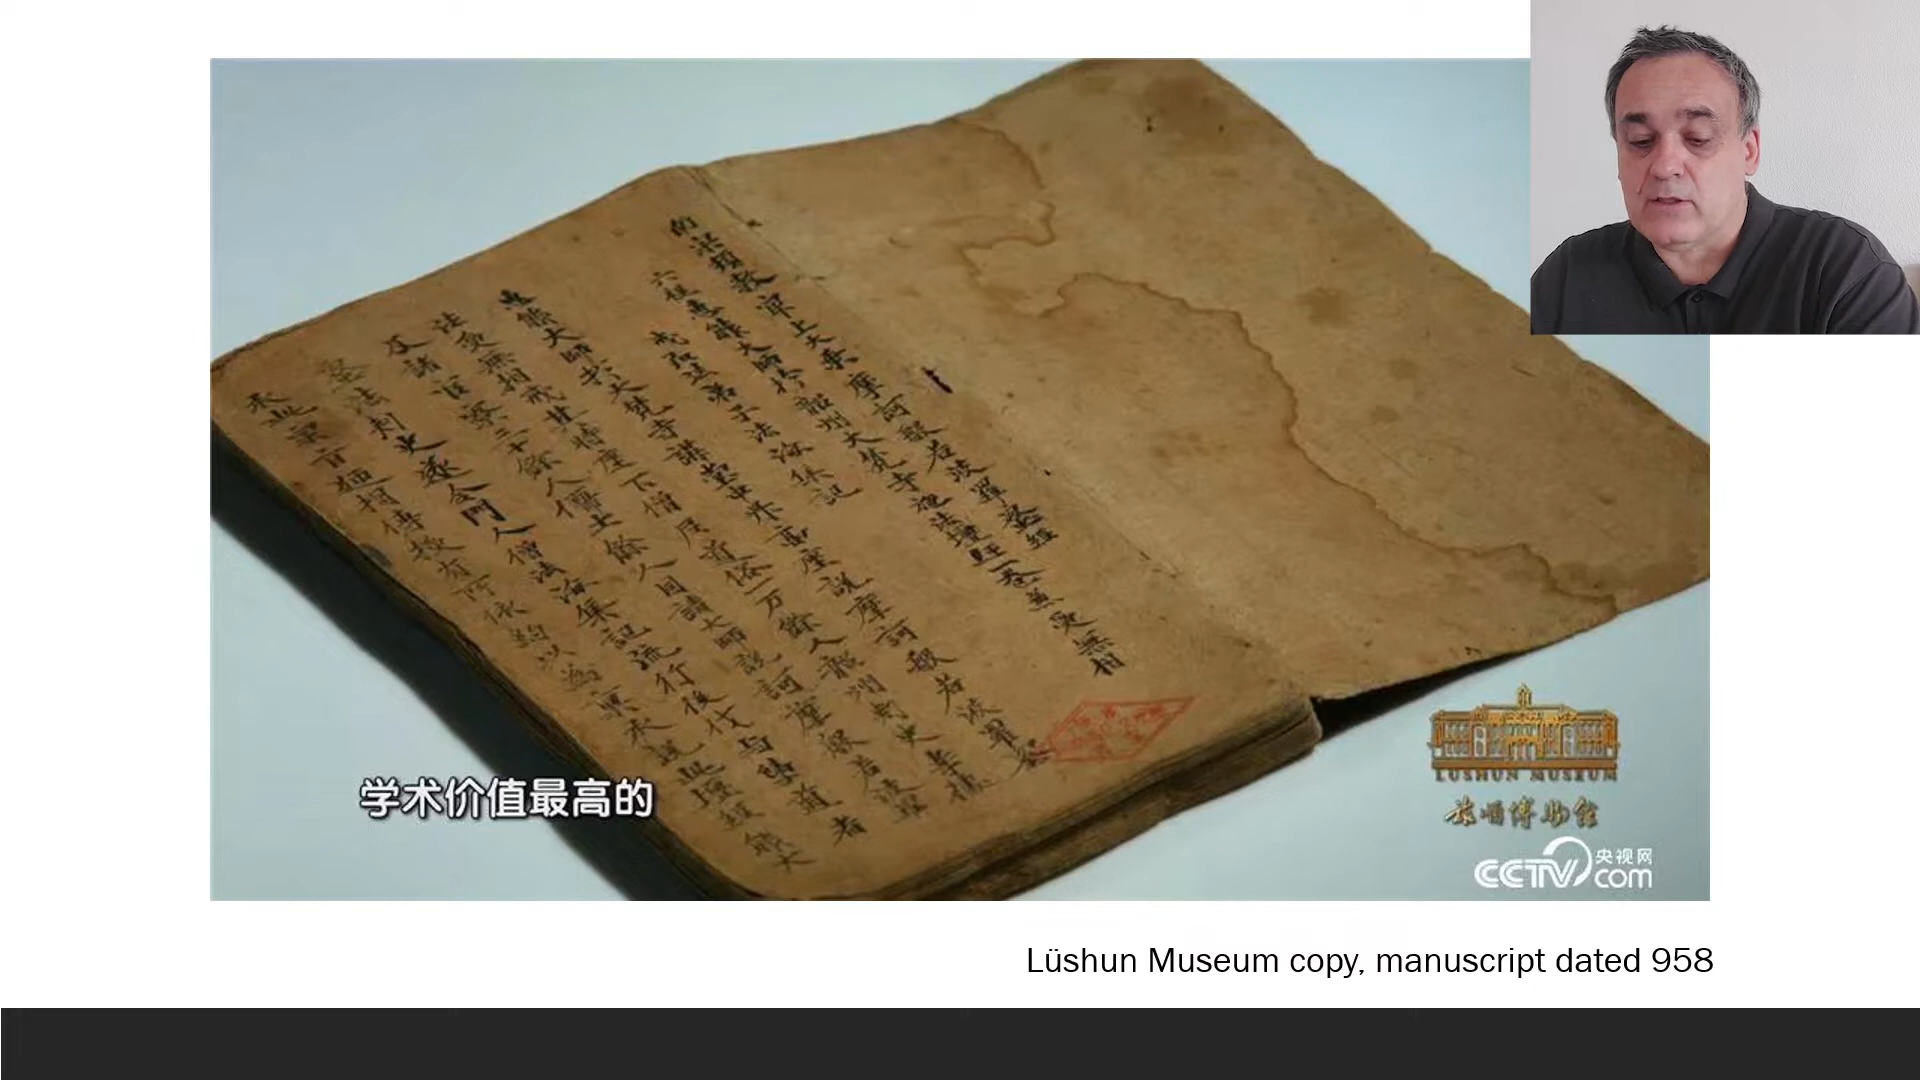 南宗頓教冣上大乘摩訶般若波羅蜜經
六祖惠能大師於韶州大梵寺施法壇經一卷兼受無相
戒弘法弟子法海集記
惠能大師於大梵寺講堂中昇高座說摩訶般若波羅蜜
法受無相戒其時座下僧尼道俗一万餘人韶州刺史韋據
及諸官寮三十餘人儒士餘人同請大師說訶摩般若波羅
蜜法刺史遂令門人僧法海集記流行後代与學道者
承此宗旨遞相傳授有所依約以為稟承說此壇經能大
学术价值最高的
LÜSHUN MUSEUM
旅顺博物馆
CCTV 央视网
com
Lüshun Museum copy, manuscript dated 958